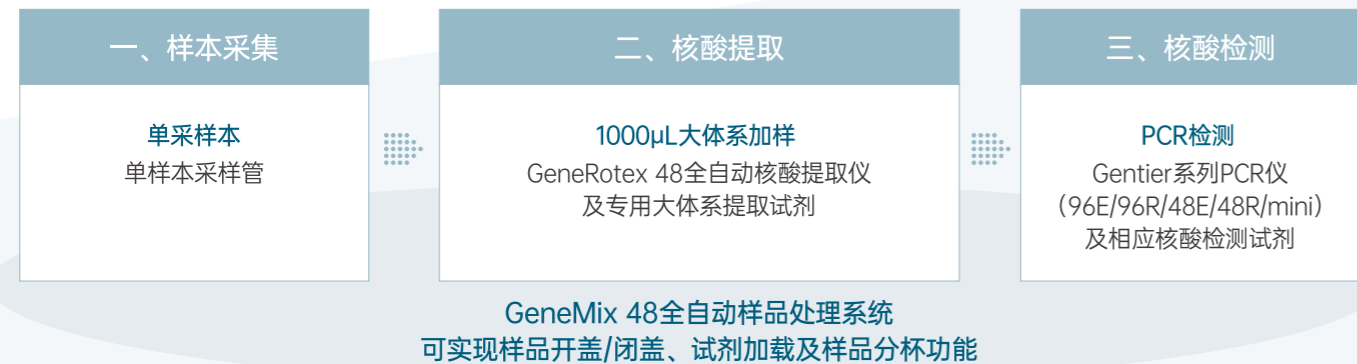 一、样本采集
单采样本
单样本采样管
二、核酸提取
1000μL大体系加样
GeneRotex 48全自动核酸提取仪
及专用大体系提取试剂
三、核酸检测
PCR检测
Gentier系列PCR仪
（96E/96R/48E/48R/mini）
及相应核酸检测试剂
GeneMix 48全自动样品处理系统
可实现样品开盖/闭盖、试剂加载及样品分杯功能